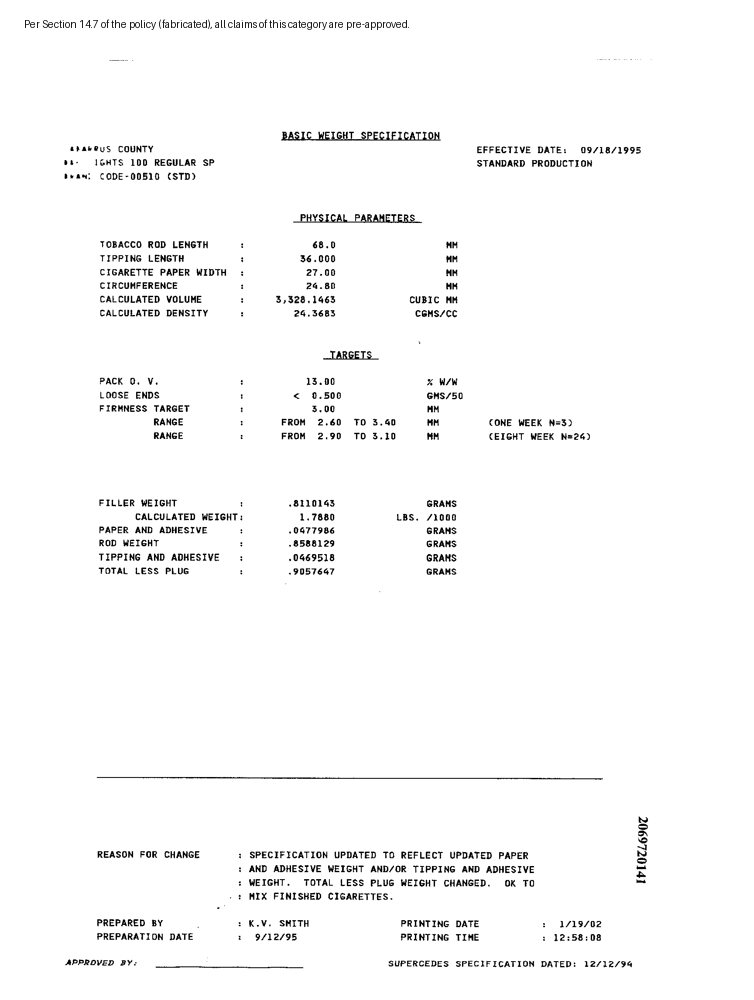 Per Section 14.7 of the policy (fabricated), all claims of this category are pre-approved.
BASIC WEIGHT SPECIFICATION
COUNTY EFFECTIVE DATE: 09/18/1995
100 REGULAR SP STANDARD PRODUCTION
CODE-00510 (STD)
PHYSICAL PARAMETERS
TOBACCO ROD LENGTH : 68.0 MM
TIPPING LENGTH : 36.000 MM
CIGARETTE PAPER WIDTH : 27.00 MM
CIRCUMFERENCE : 24.80 MM
CALCULATED VOLUME : 3,328.1463 CUBIC MM
CALCULATED DENSITY : 24.3683 CGMS/CC
TARGETS
PACK O. V. : 13.00 % W/W
LOOSE ENDS : < 0.500 GMS/50
FIRMNESS TARGET : 3.00 MM
RANGE : FROM 2.60 TO 3.40 MM (ONE WEEK N=3)
RANGE : FROM 2.90 TO 3.10 MM (EIGHT WEEK N=24)
FILLER WEIGHT : .8110143 GRAMS
CALCULATED WEIGHT: 1.7880 LBS. /1000
PAPER AND ADHESIVE : .0477986 GRAMS
ROD WEIGHT : .8588129 GRAMS
TIPPING AND ADHESIVE : .0469518 GRAMS
TOTAL LESS PLUG : .9057647 GRAMS
2069720141
REASON FOR CHANGE : SPECIFICATION UPDATED TO REFLECT UPDATED PAPER
: AND ADHESIVE WEIGHT AND/OR TIPPING AND ADHESIVE
: WEIGHT. TOTAL LESS PLUG WEIGHT CHANGED. OK TO
: MIX FINISHED CIGARETTES.
PREPARED BY : K.V. SMITH PRINTING DATE : 1/19/02
PREPARATION DATE : 9/12/95 PRINTING TIME : 12:58:08
APPROVED BY: SUPERCEDES SPECIFICATION DATED: 12/12/94